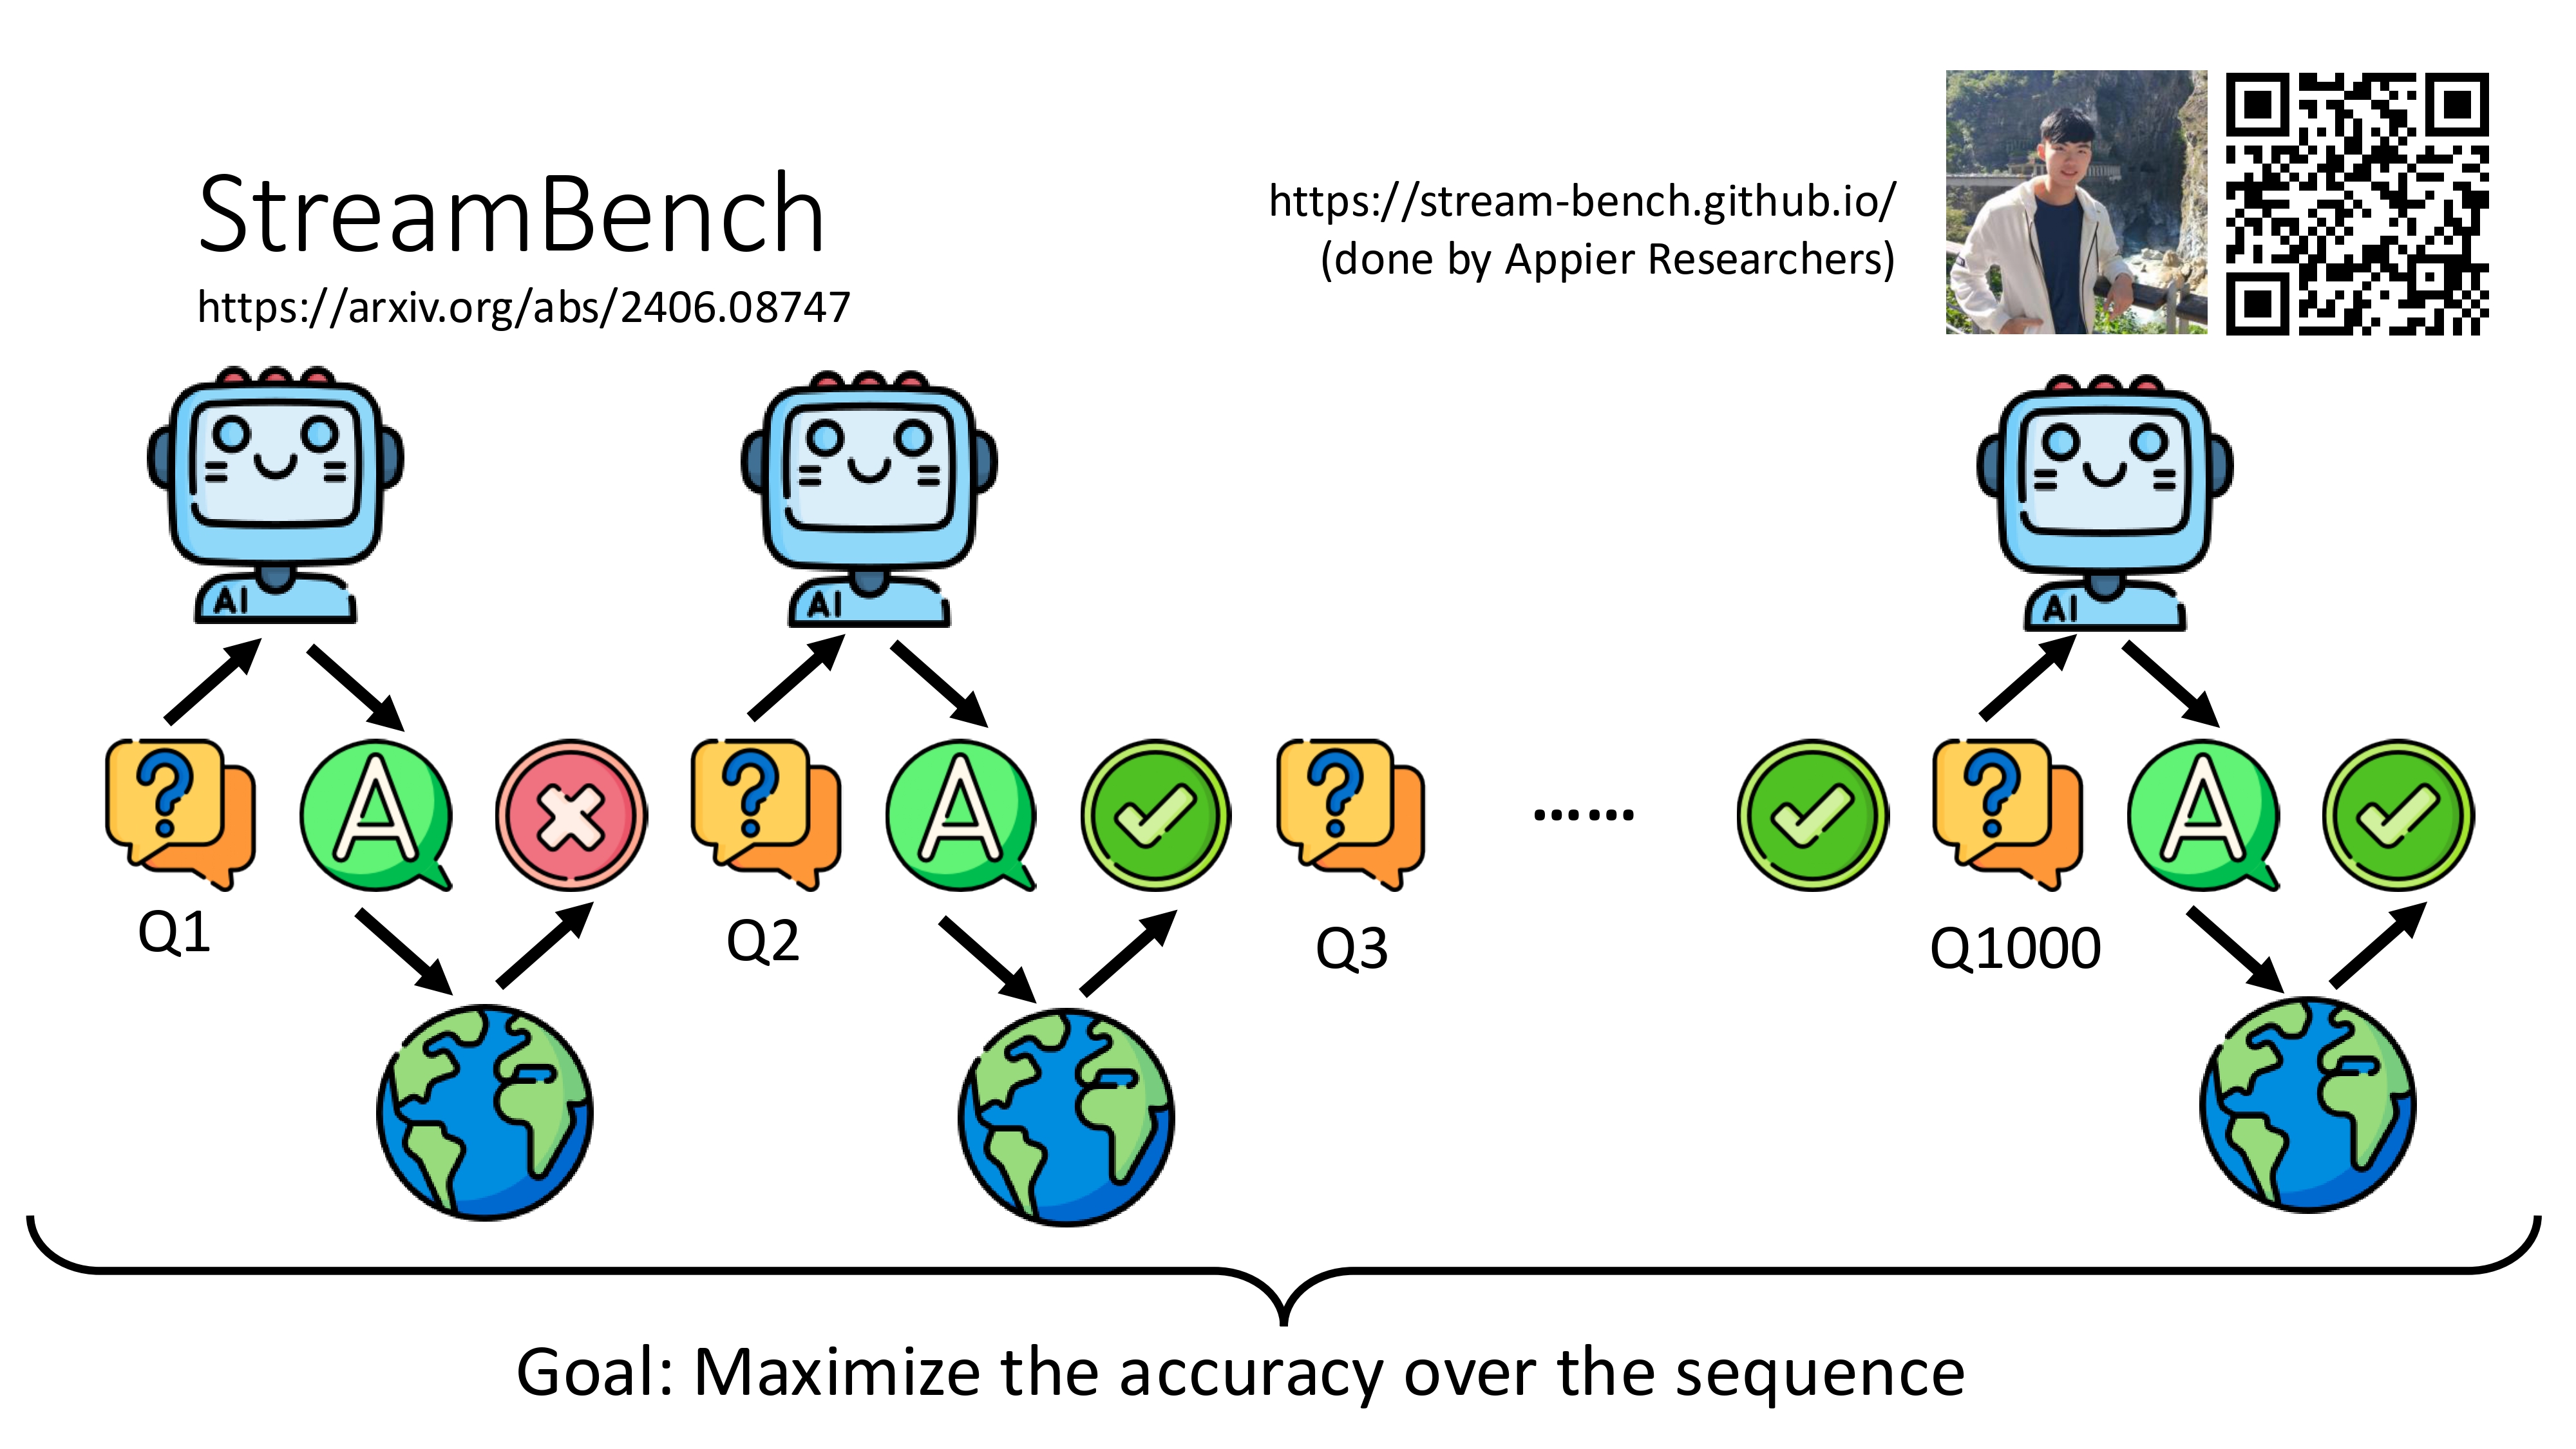 StreamBench
https://arxiv.org/abs/2406.08747
https://stream-bench.github.io/
(done by Appier Researchers)
AI
AI
AI
A
A
A
Q1
Q2
Q3
......
Q1000
Goal: Maximize the accuracy over the sequence